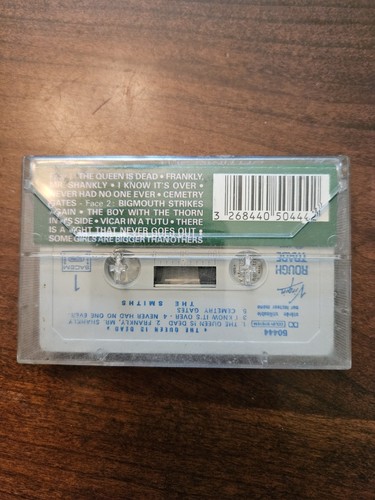 THE QUEEN IS DEAD • FRANKLY,
MR. SHANKLY • I KNOW IT'S OVER •
NEVER HAD NO ONE EVER • CEMETRY
GATES - Face 2: BIGMOUTH STRIKES
AGAIN • THE BOY WITH THE THORN
IN HIS SIDE • VICAR IN A TUTU • THERE
IS A LIGHT THAT NEVER GOES OUT •
SOME GIRLS ARE BIGGER THAN OTHERS
3 268440 50444
1
SACEM
ROUGH
TRADE
Virgin
50444
THE SMITHS
• THE QUEEN IS DEAD •
1. THE QUEEN IS DEAD 2. FRANKLY, MR. SHANKLY
3. I KNOW IT'S OVER - 4. NEVER HAD NO ONE EVER
5. CEMETRY GATES